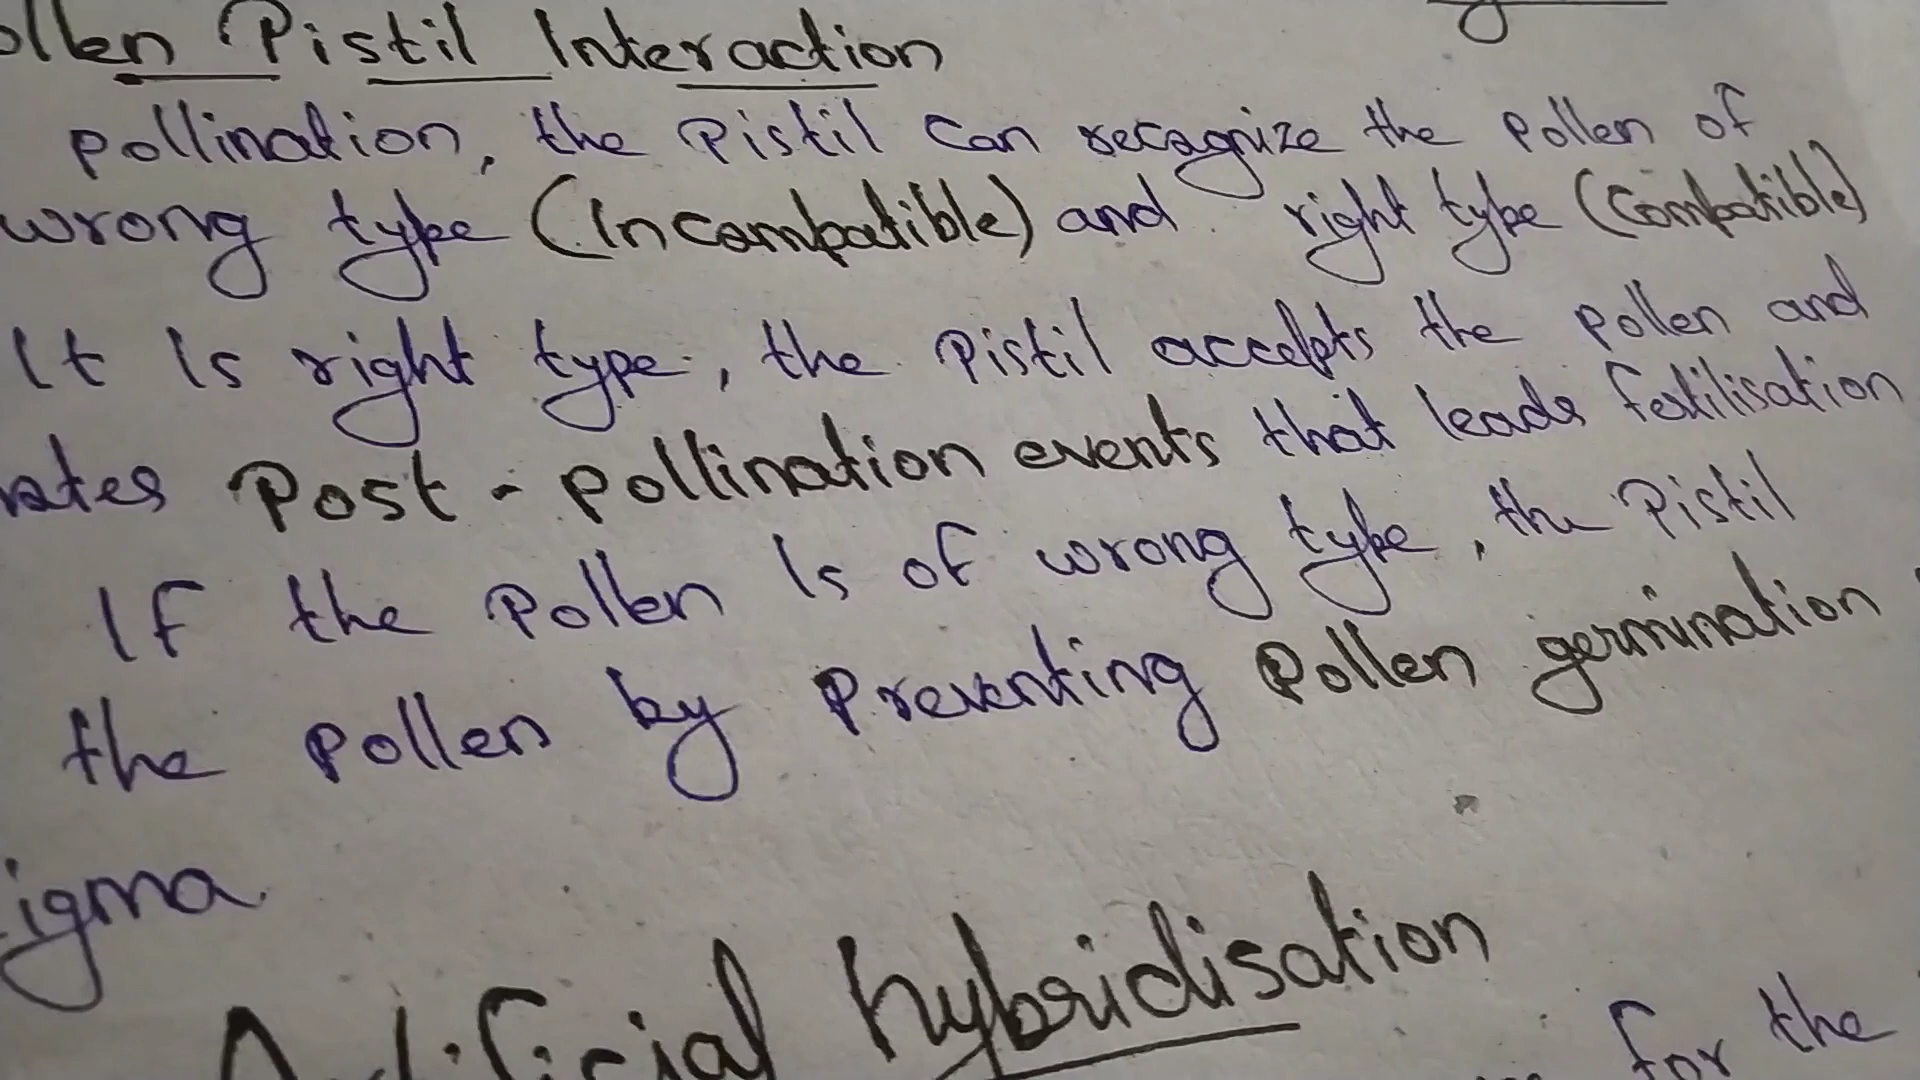 ollen Pistil Interaction
pollination, the Pistil can recognize the pollen of
wrong type (Incompatible) and right type (Compatible)
It is right type, the Pistil accepts the pollen and
ates Post-pollination events that leads fertilisation
If the pollen is of wrong type, the Pistil
the pollen by Preventing pollen germination
igma.
Artificial hybridisation
for the